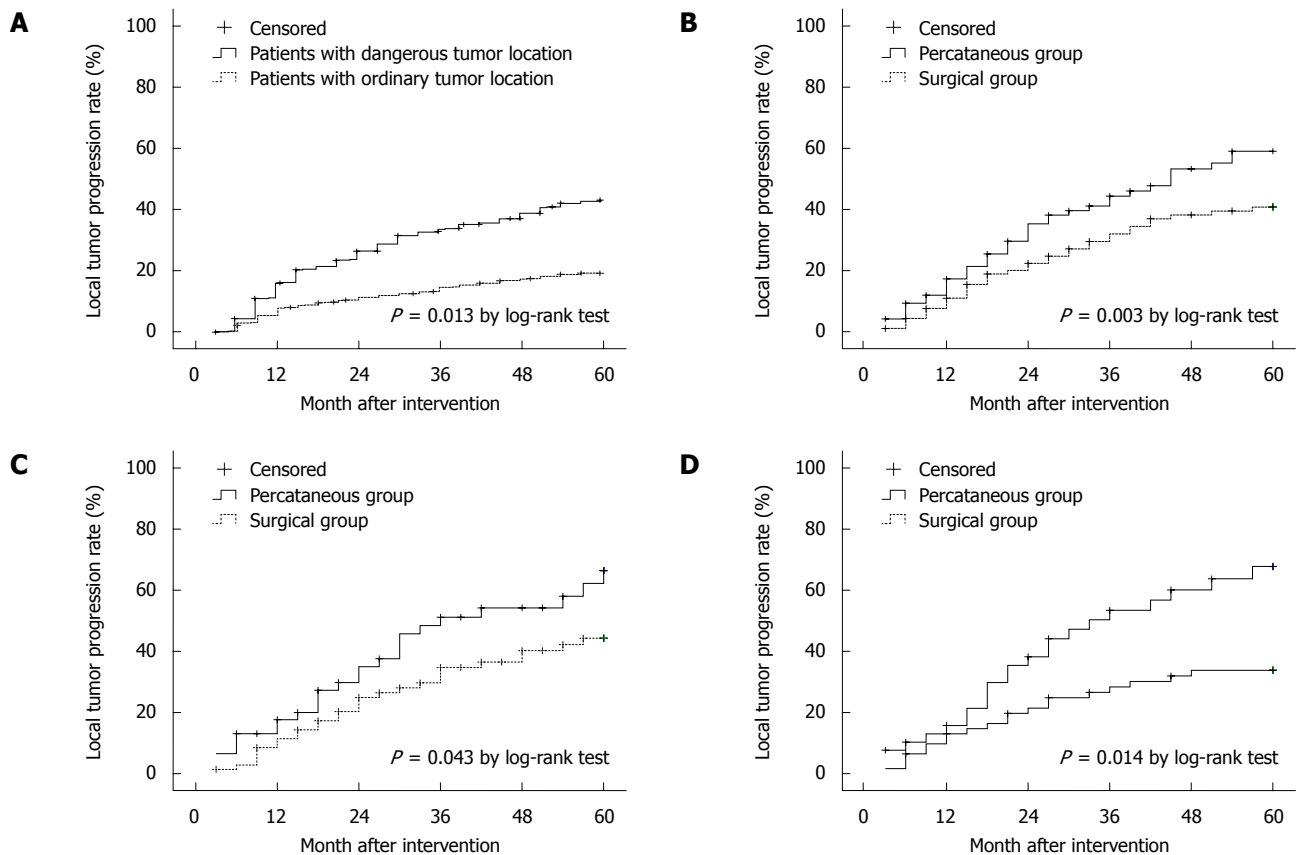 A
100
80
60
40
20
0
Local tumor progression rate (%)
Censored
Patients with dangerous tumor location
Patients with ordinary tumor location
P = 0.013 by log-rank test
0 12 24 36 48 60
Month after intervention
B
100
80
60
40
20
0
Local tumor progression rate (%)
Censored
Percataneous group
Surgical group
P = 0.003 by log-rank test
0 12 24 36 48 60
Month after intervention
C
100
80
60
40
20
0
Local tumor progression rate (%)
Censored
Percataneous group
Surgical group
P = 0.043 by log-rank test
0 12 24 36 48 60
Month after intervention
D
100
80
60
40
20
0
Local tumor progression rate (%)
Censored
Percataneous group
Surgical group
P = 0.014 by log-rank test
0 12 24 36 48 60
Month after intervention